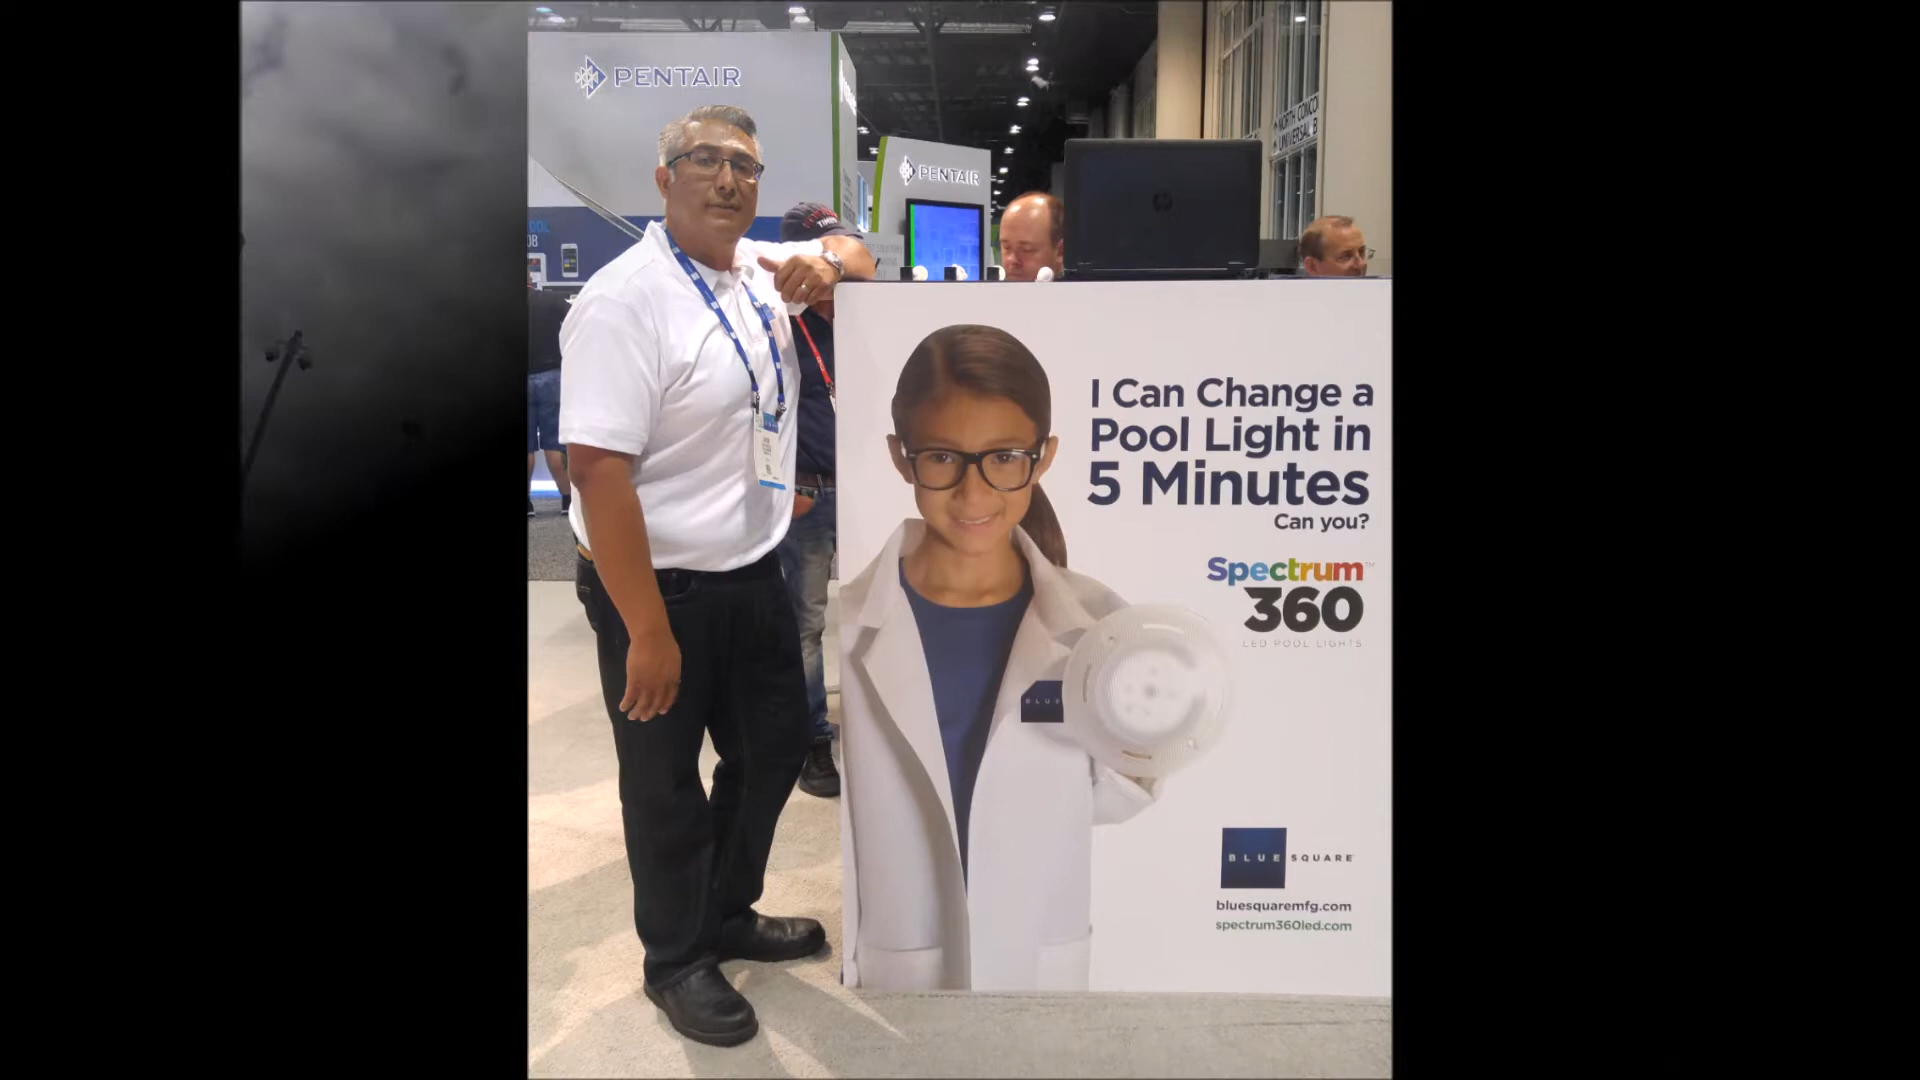 PENTAIR
PENTAIR
NORTH CONCO
UNIVERSAL B
I Can Change a
Pool Light in
5 Minutes
Can you?
Spectrum™
360
LED POOL LIGHTS
BLUE
BLUE SQUARE
bluesquaremfg.com
spectrum360led.com